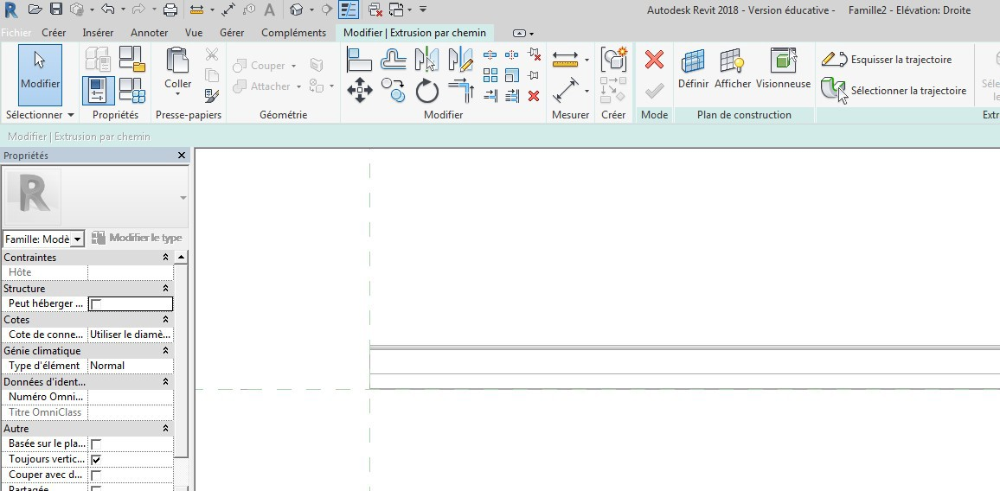 Autodesk Revit 2018 - Version éducative - Famille2 - Elévation: Droite
Fichier Créer Insérer Annoter Vue Gérer Compléments Modifier | Extrusion par chemin
Modifier
Coller
Couper
Attacher
Définir Afficher Visionneuse
Esquisser la trajectoire
Sélectionner la trajectoire
Sélectionner Propriétés Presse-papiers Géométrie Modifier Mesurer Créer Mode Plan de construction
Modifier | Extrusion par chemin
Propriétés
R
Famille: Modè
Modifier le type
Contraintes
Hôte
Structure
Peut héberger ...
Cotes
Cote de conne... Utiliser le diamè...
Génie climatique
Type d'élément Normal
Données d'ident...
Numéro Omni...
Titre OmniClass
Autre
Basée sur le pla...
Toujours vertic...
Couper avec d...
Partagée